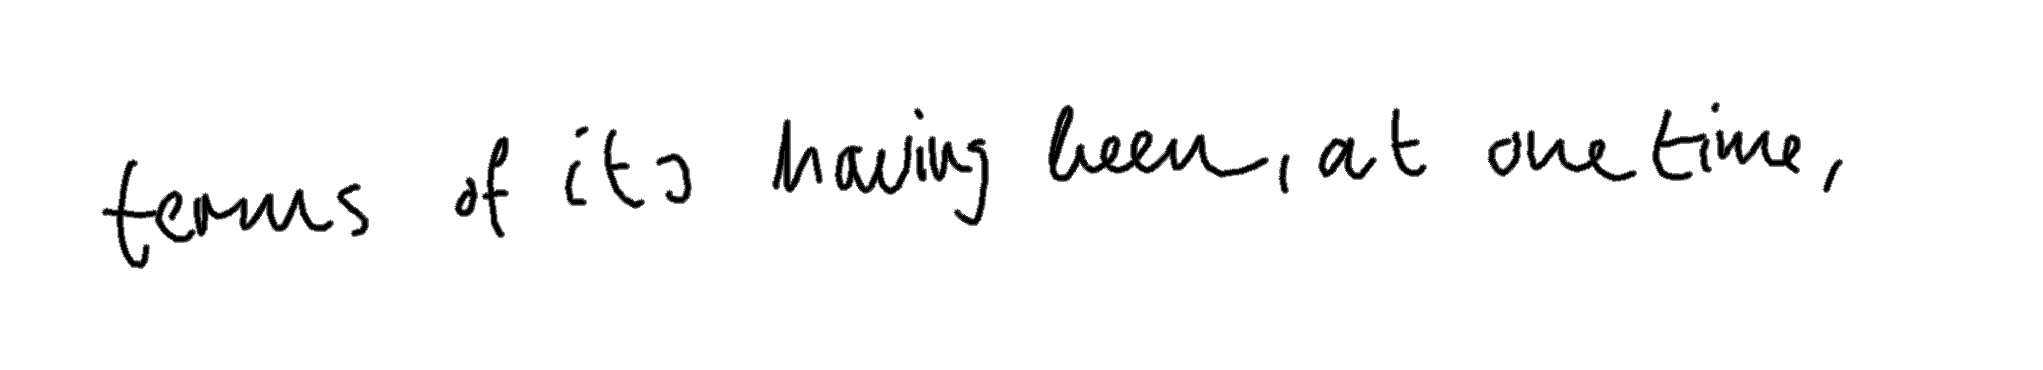 terms of its having been, at one time,